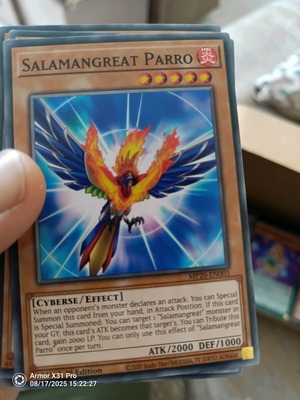 Salamangreat Parro
炎
MP20-EN001
[CYBERSE/EFFECT]
When an opponent's monster declares an attack: You can Special
Summon this card from your hand, in Attack Position. If this card
is Special Summoned: You can target 1 "Salamangreat" monster in
your GY; this card's ATK becomes that target's. You can Tribute this
card; gain 2000 LP. You can only use this effect of "Salamangreat
Parro" once per turn.
ATK/2000 DEF/1000
Edition
Armor X31 Pro
08/17/2025 15:22:27